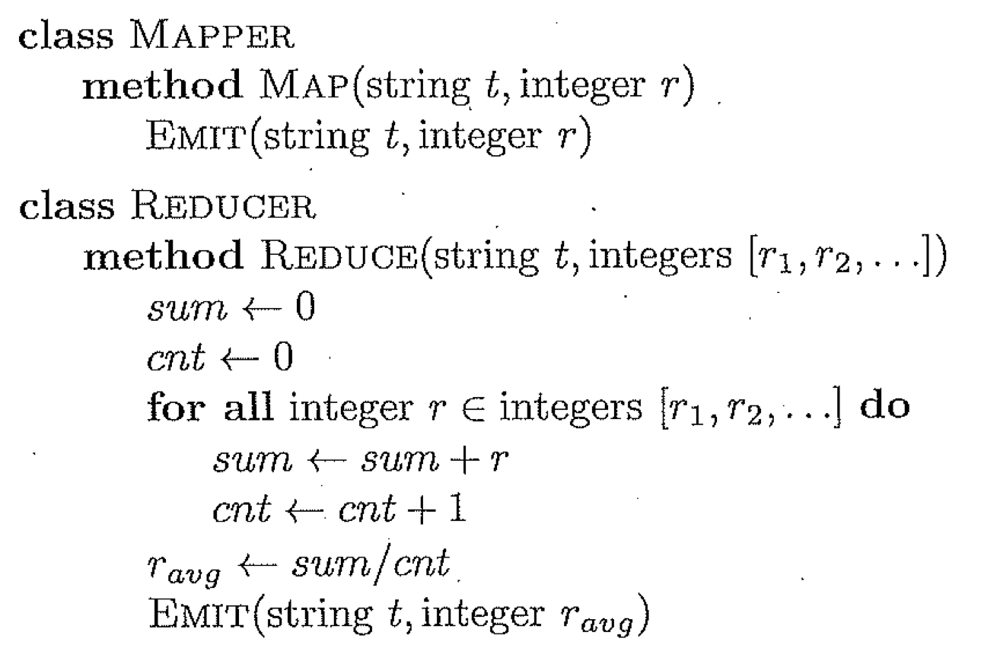 class MAPPER
method MAP(string t, integer r)
EMIT(string t, integer r)
class REDUCER
method REDUCE(string t, integers [r₁, r₂, . . .])
sum ← 0
cnt ← 0
for all integer r ∈ integers [r₁, r₂, . . .] do
sum ← sum + r
cnt ← cnt + 1
r_avg ← sum/cnt
EMIT(string t, integer r_avg)